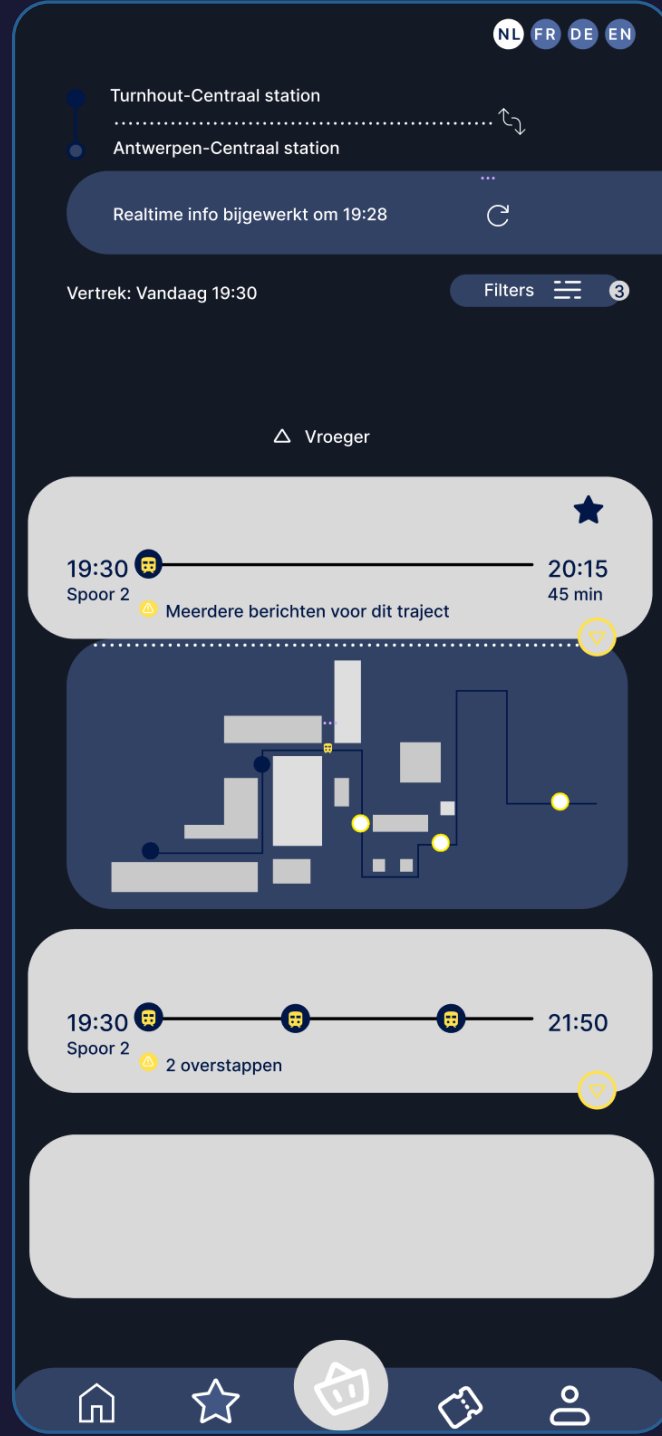 NL FR DE EN
Turnhout-Centraal station
Antwerpen-Centraal station
Realtime info bijgewerkt om 19:28
Vertrek: Vandaag 19:30
Filters 3
Vroeger
19:30 20:15
Spoor 2 45 min
Meerdere berichten voor dit traject
19:30 21:50
Spoor 2
2 overstappen